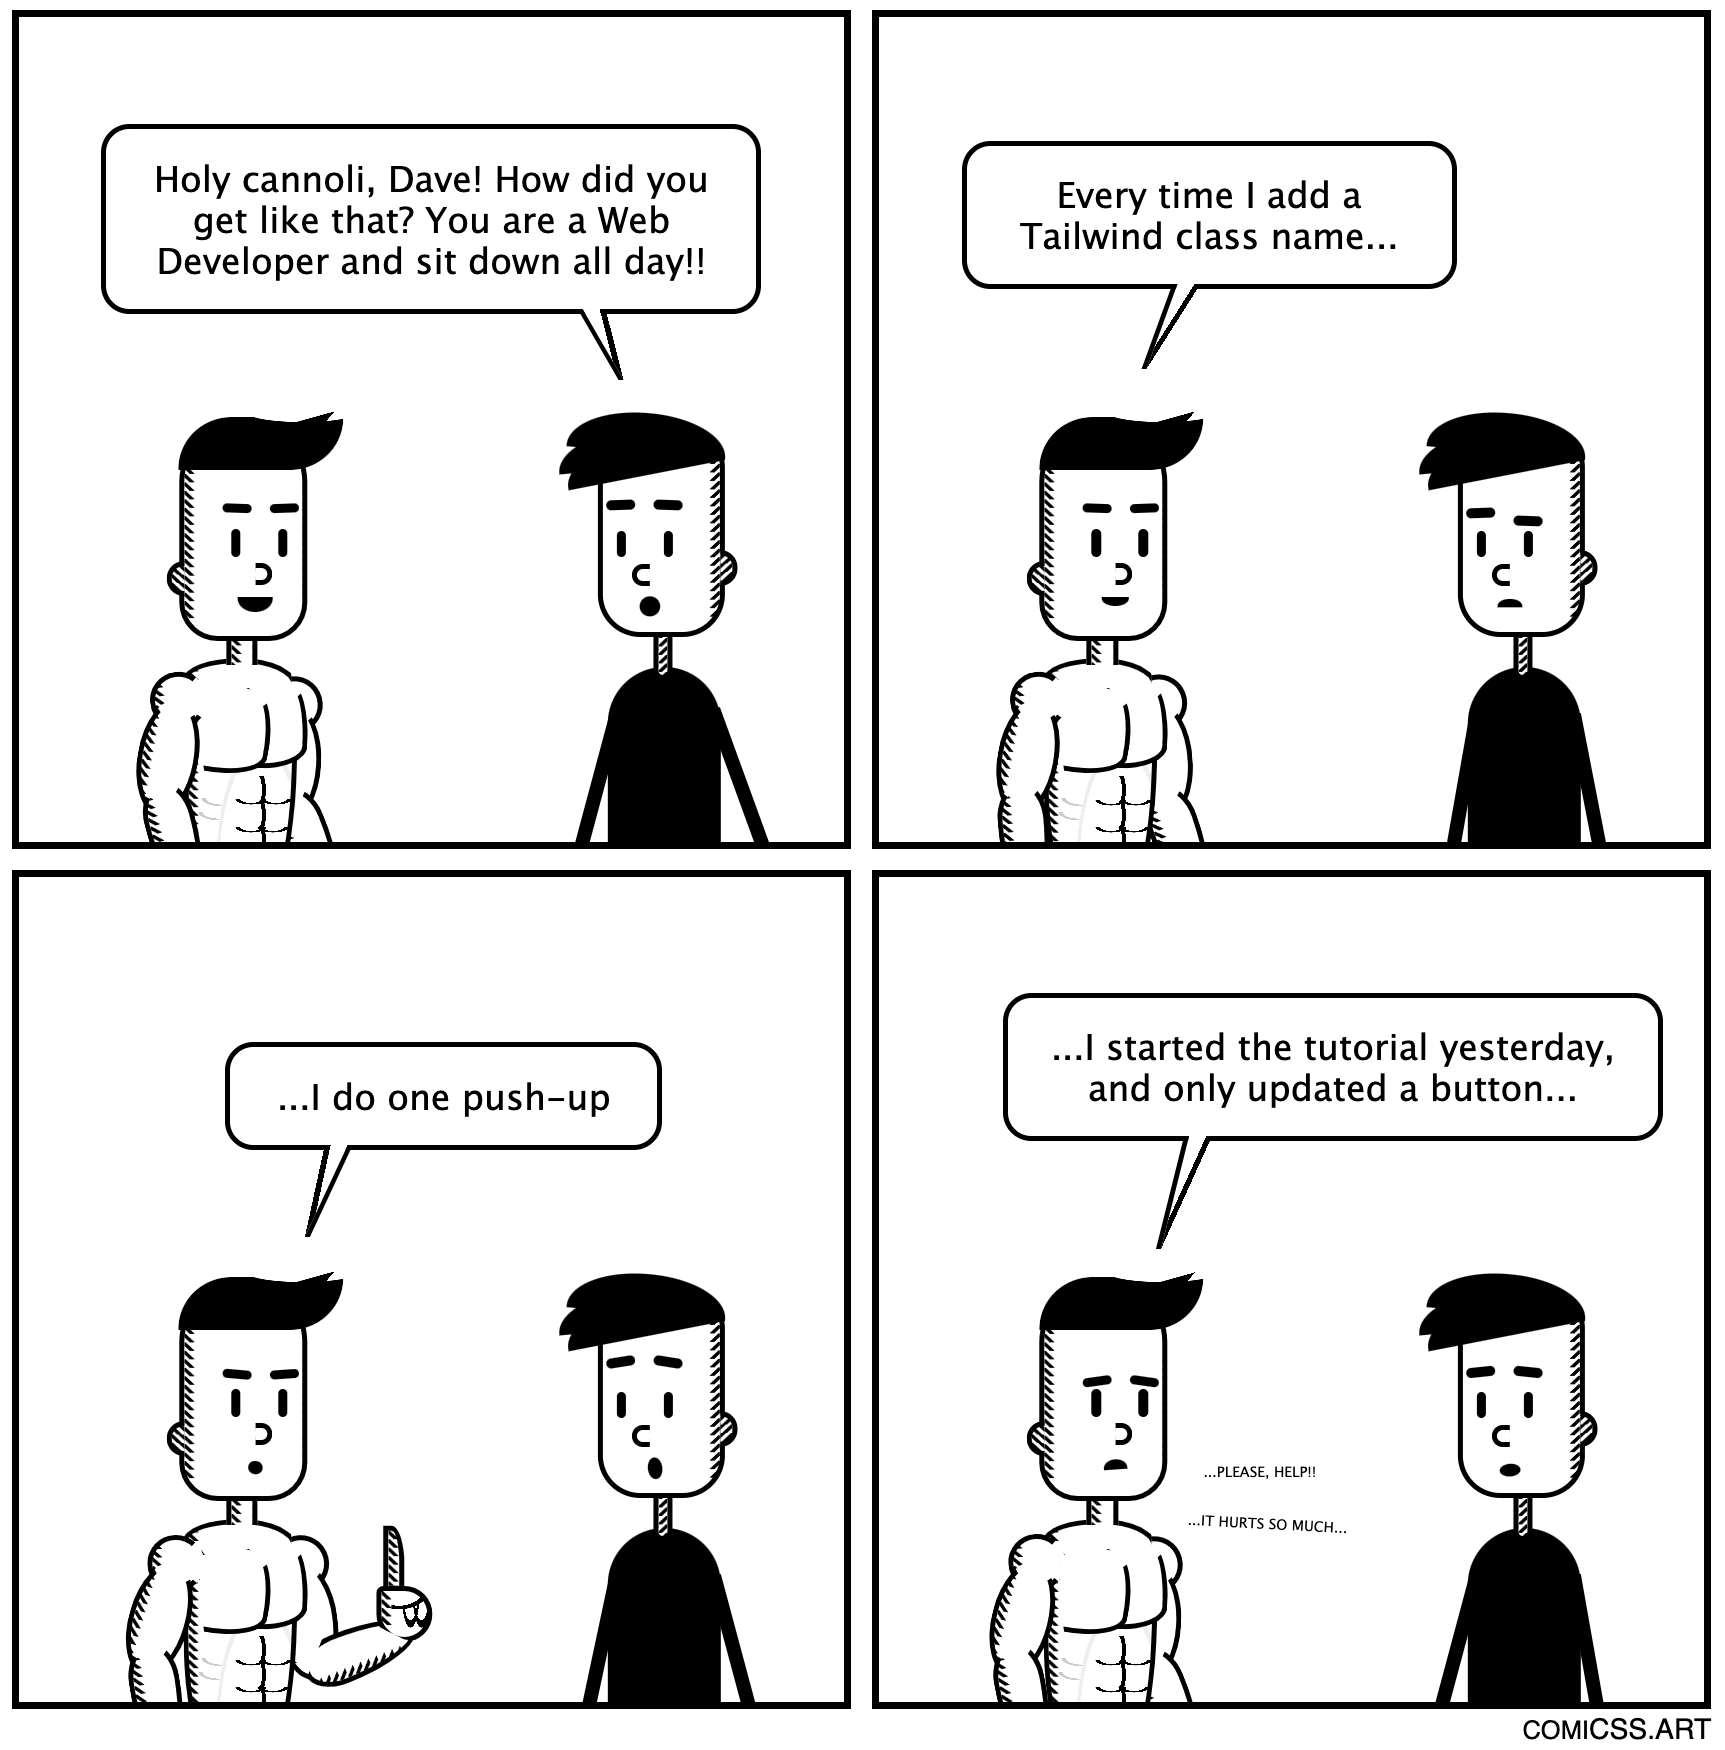 Holy cannoli, Dave! How did you
get like that? You are a Web
Developer and sit down all day!!
Every time I add a
Tailwind class name...
...I do one push-up
...I started the tutorial yesterday,
and only updated a button...
...PLEASE, HELP!!
...IT HURTS SO MUCH...
COMICSS.ART